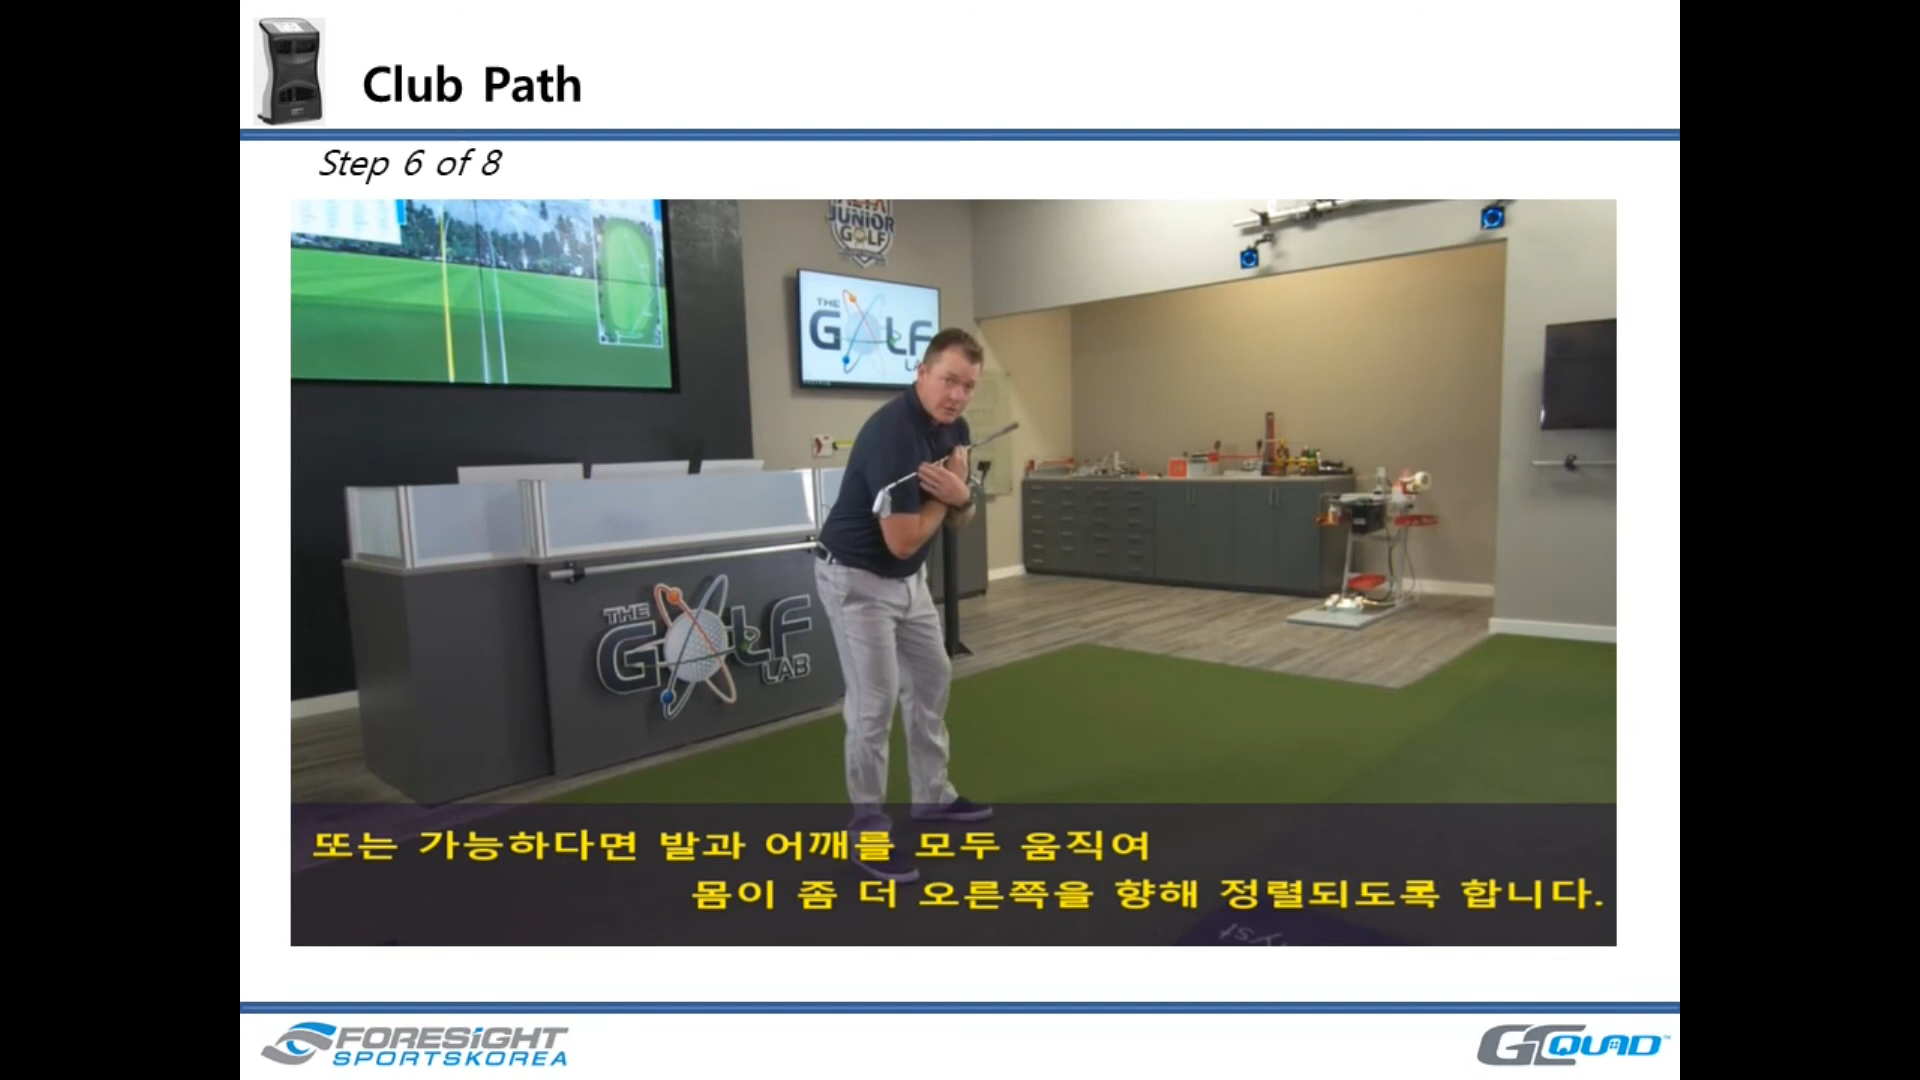 Club Path
Step 6 of 8
JUNIOR
GOLF
THE
GOLF
THE
GOLF
LAB
또는 가능하다면 발과 어깨를 모두 움직여
몸이 좀 더 오른쪽을 향해 정렬되도록 합니다.
FORESiGHT
SPORTSKOREA
GCQUAD™